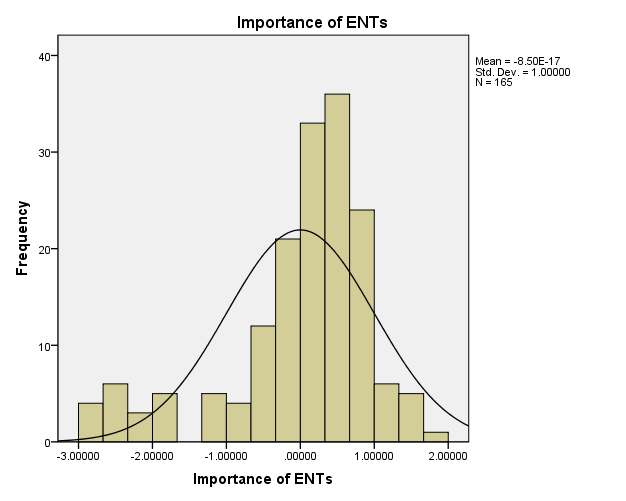 Importance of ENTs
Mean = -8.50E-17
Std. Dev. = 1.00000
N = 165
40
30
20
10
0
Frequency
-3.00000 -2.00000 -1.00000 .00000 1.00000 2.00000
Importance of ENTs